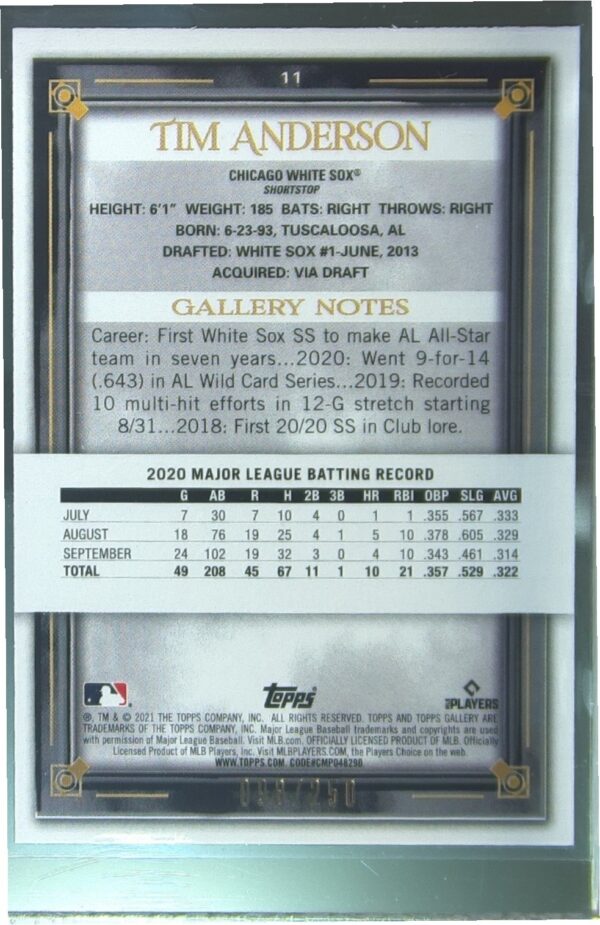 11
TIM ANDERSON
CHICAGO WHITE SOX®
SHORTSTOP
HEIGHT: 6'1" WEIGHT: 185 BATS: RIGHT THROWS: RIGHT
BORN: 6-23-93, TUSCALOOSA, AL
DRAFTED: WHITE SOX #1-JUNE, 2013
ACQUIRED: VIA DRAFT
GALLERY NOTES
Career: First White Sox SS to make AL All-Star
team in seven years...2020: Went 9-for-14
(.643) in AL Wild Card Series...2019: Recorded
10 multi-hit efforts in 12-G stretch starting
8/31...2018: First 20/20 SS in Club lore.
2020 MAJOR LEAGUE BATTING RECORD
G AB R H 2B 3B HR RBI OBP SLG AVG
JULY 7 30 7 10 4 0 1 1 .355 .567 .333
AUGUST 18 76 19 25 4 1 5 10 .378 .605 .329
SEPTEMBER 24 102 19 32 3 0 4 10 .343 .461 .314
TOTAL 49 208 45 67 11 1 10 21 .357 .529 .322
Topps
PLAYERS
®, TM & © 2021 THE TOPPS COMPANY, INC. ALL RIGHTS RESERVED. TOPPS AND TOPPS GALLERY ARE
TRADEMARKS OF THE TOPPS COMPANY, INC. Major League Baseball trademarks and copyrights are used
with permission of Major League Baseball. Visit MLB.com. OFFICIALLY LICENSED PRODUCT OF MLB. Officially
Licensed Product of MLB Players, Inc. Visit MLBPLAYERS.COM, the Players Choice on the web.
WWW.TOPPS.COM. CODE#CMP048290